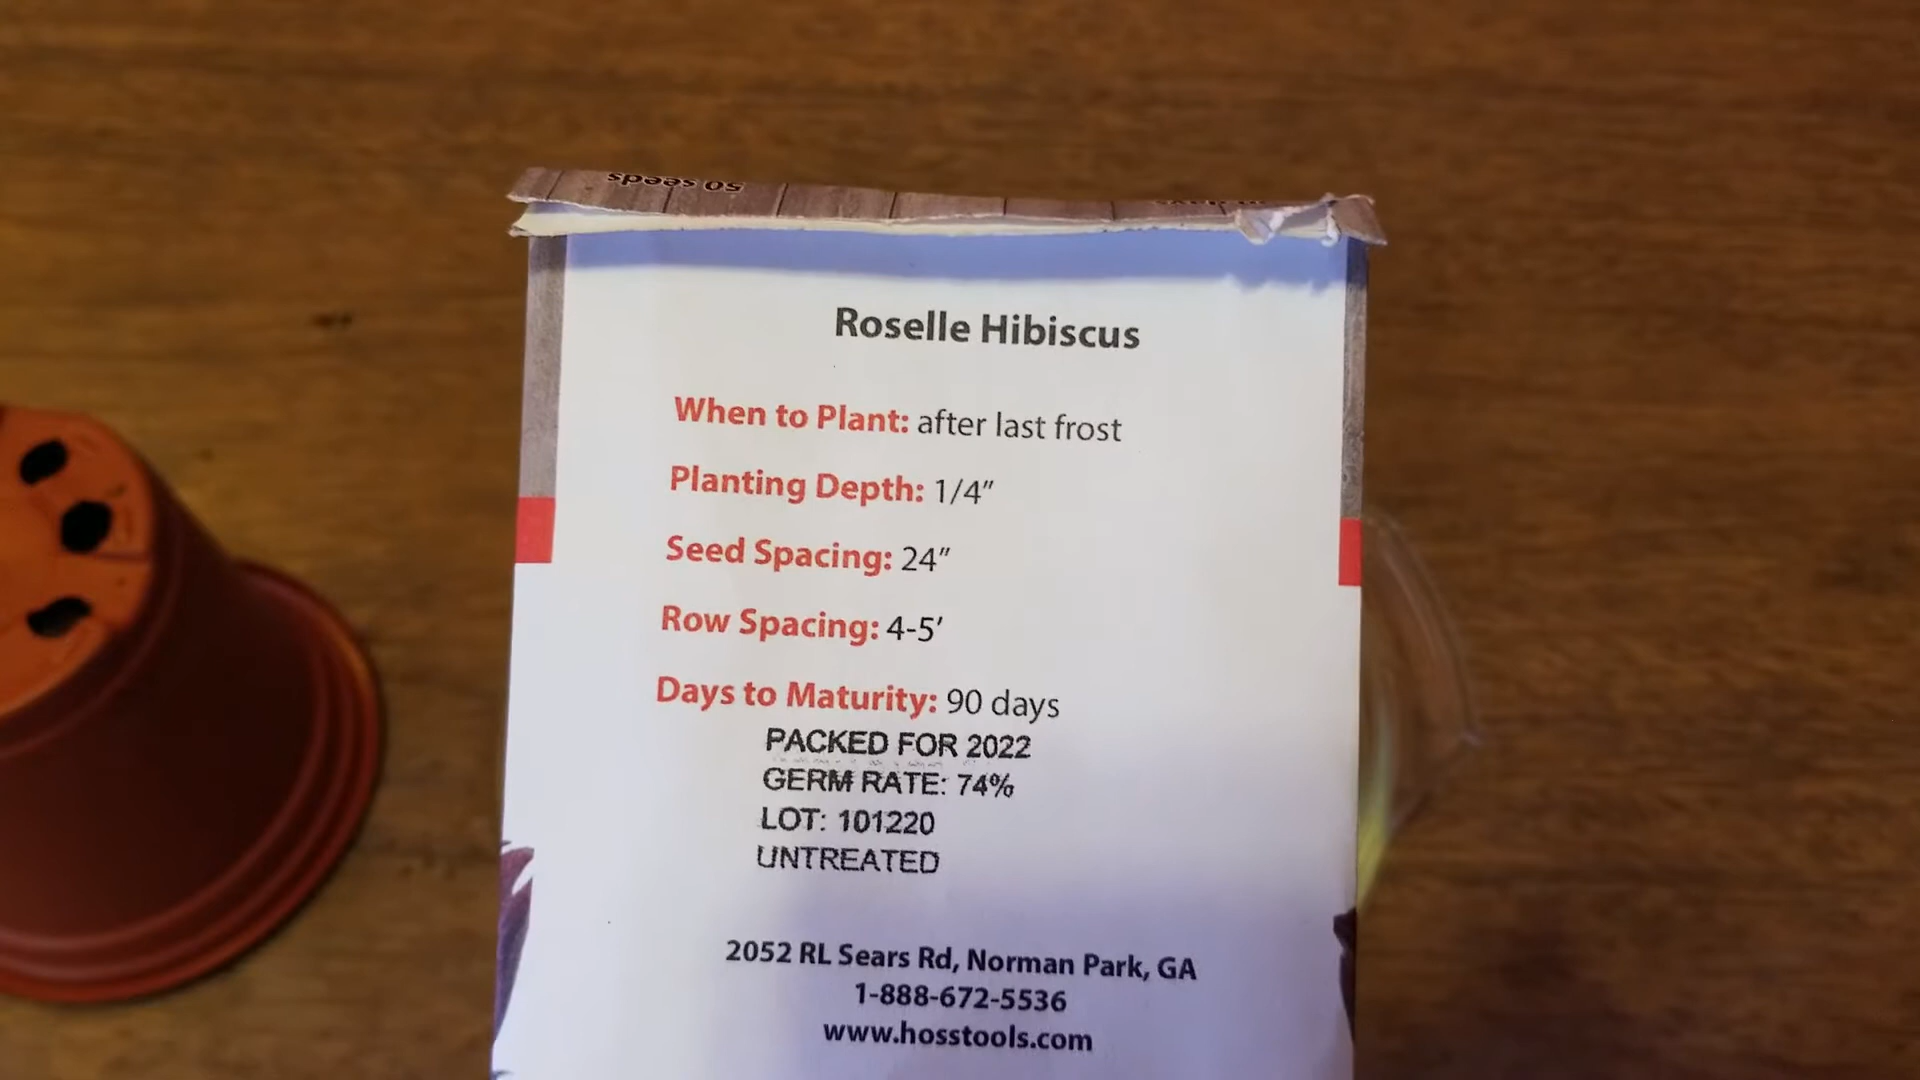 50 seeds
Roselle Hibiscus
When to Plant: after last frost
Planting Depth: 1/4”
Seed Spacing: 24”
Row Spacing: 4-5’
Days to Maturity: 90 days
PACKED FOR 2022
GERM RATE: 74%
LOT: 101220
UNTREATED
2052 RL Sears Rd, Norman Park, GA
1-888-672-5536
www.hosstools.com